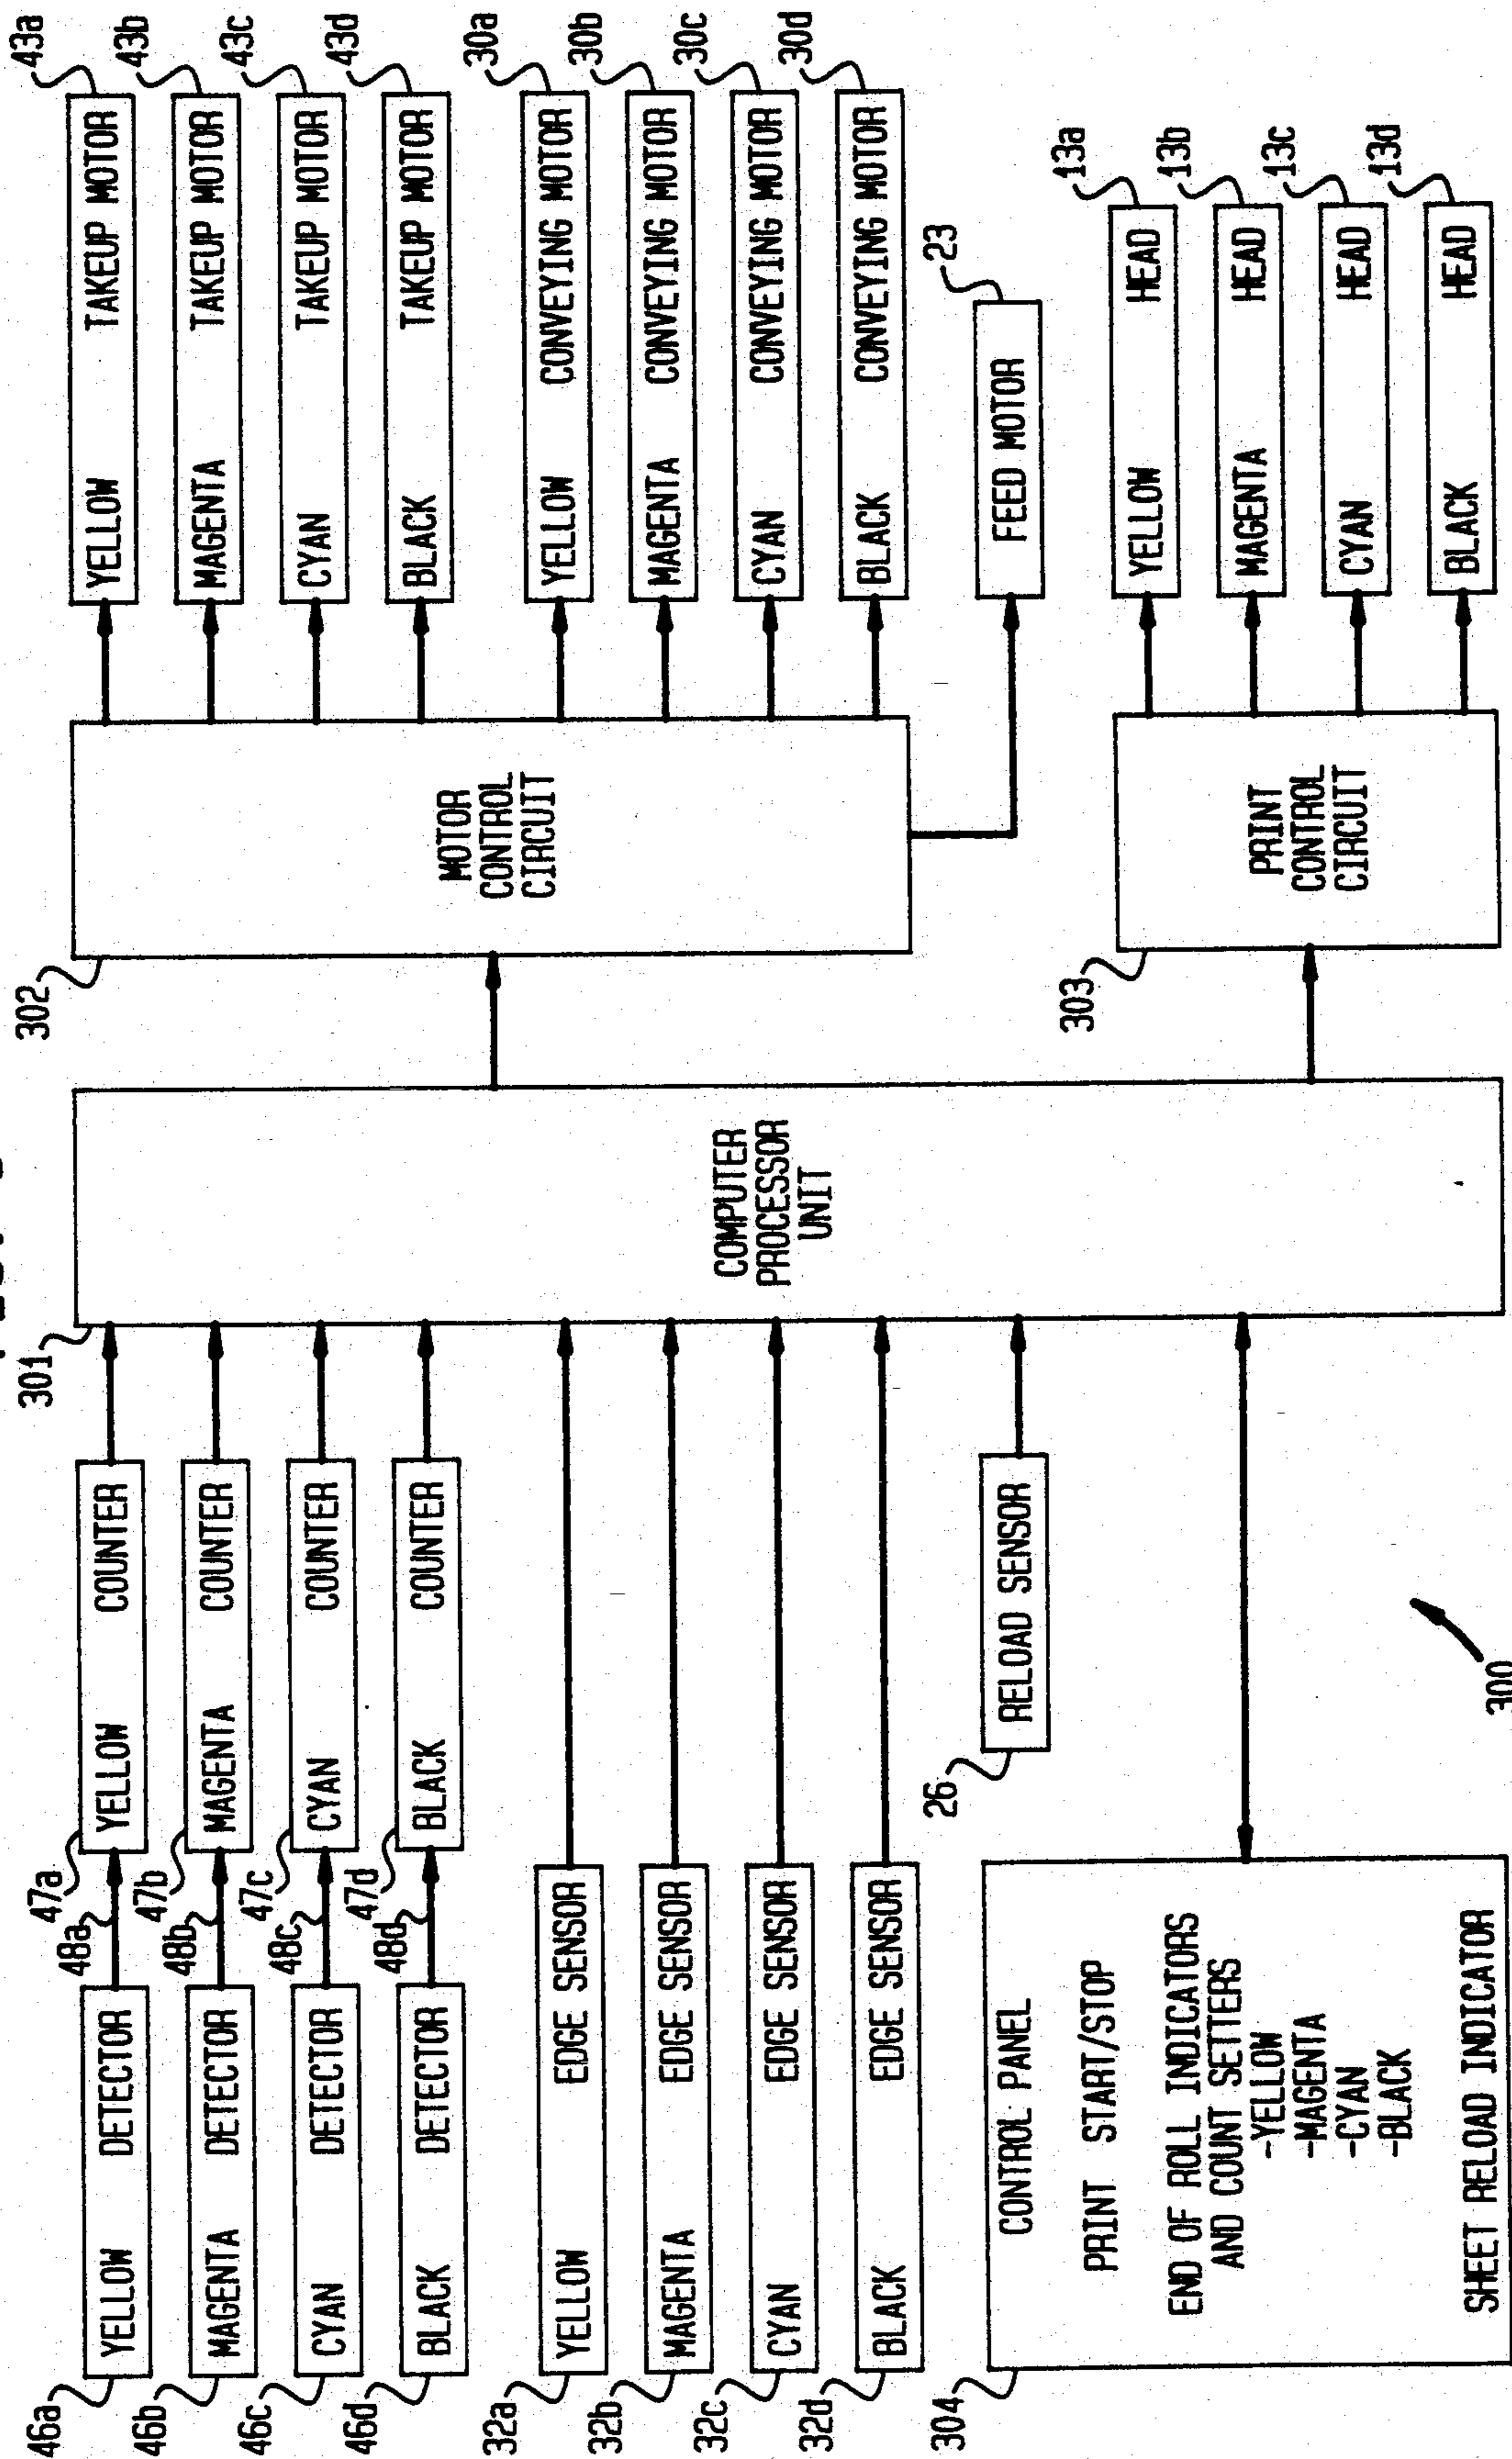 301
302
303
300
46a
YELLOW DETECTOR
48a
47a
YELLOW COUNTER
46b
MAGENTA DETECTOR
48b
47b
MAGENTA COUNTER
46c
CYAN DETECTOR
48c
47c
CYAN COUNTER
46d
BLACK DETECTOR
48d
47d
BLACK COUNTER
32a
YELLOW EDGE SENSOR
32b
MAGENTA EDGE SENSOR
32c
CYAN EDGE SENSOR
32d
BLACK EDGE SENSOR
26
RELOAD SENSOR
304
CONTROL PANEL
PRINT START/STOP
END OF ROLL INDICATORS
AND COUNT SETTERS
-YELLOW
-MAGENTA
-CYAN
-BLACK
SHEET RELOAD INDICATOR
COMPUTER
PROCESSOR
UNIT
MOTOR
CONTROL
CIRCUIT
PRINT
CONTROL
CIRCUIT
YELLOW TAKEUP MOTOR
43a
MAGENTA TAKEUP MOTOR
43b
CYAN TAKEUP MOTOR
43c
BLACK TAKEUP MOTOR
43d
YELLOW CONVEYING MOTOR
30a
MAGENTA CONVEYING MOTOR
30b
CYAN CONVEYING MOTOR
30c
BLACK CONVEYING MOTOR
30d
FEED MOTOR
23
YELLOW HEAD
13a
MAGENTA HEAD
13b
CYAN HEAD
13c
BLACK HEAD
13d